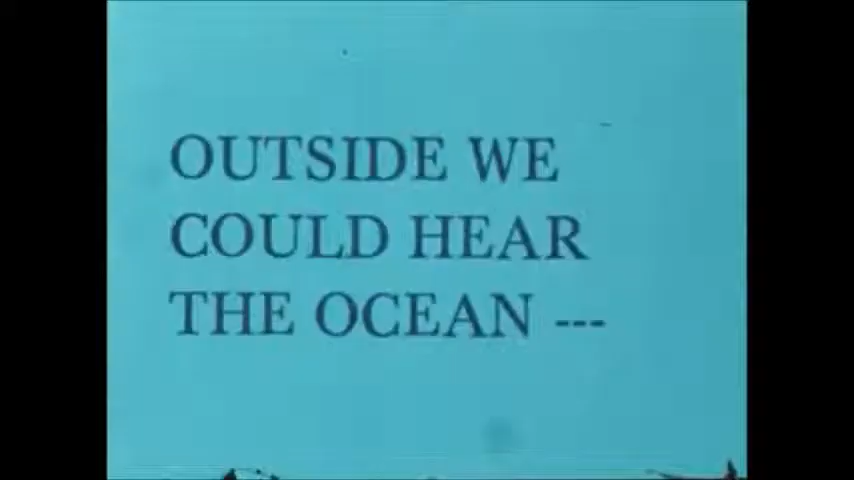 OUTSIDE WE
COULD HEAR
THE OCEAN ---